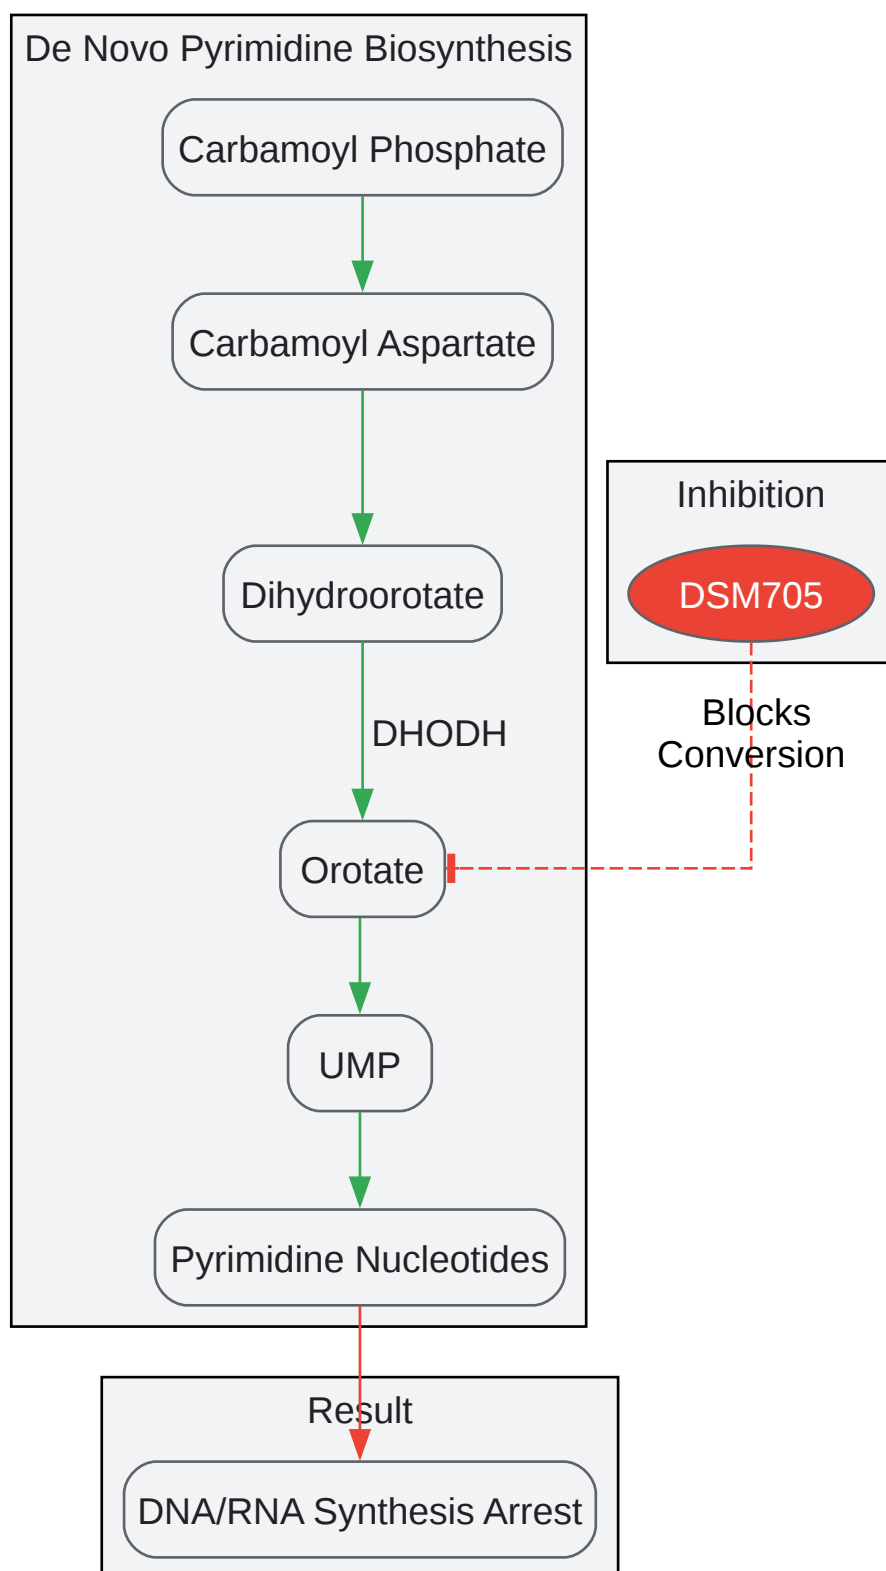 De Novo Pyrimidine Biosynthesis
Carbamoyl Phosphate
Carbamoyl Aspartate
Inhibition
Dihydroorotate
DSM705
DHODH
Blocks
Conversion
Orotate
UMP
Pyrimidine Nucleotides
Result
DNA/RNA Synthesis Arrest